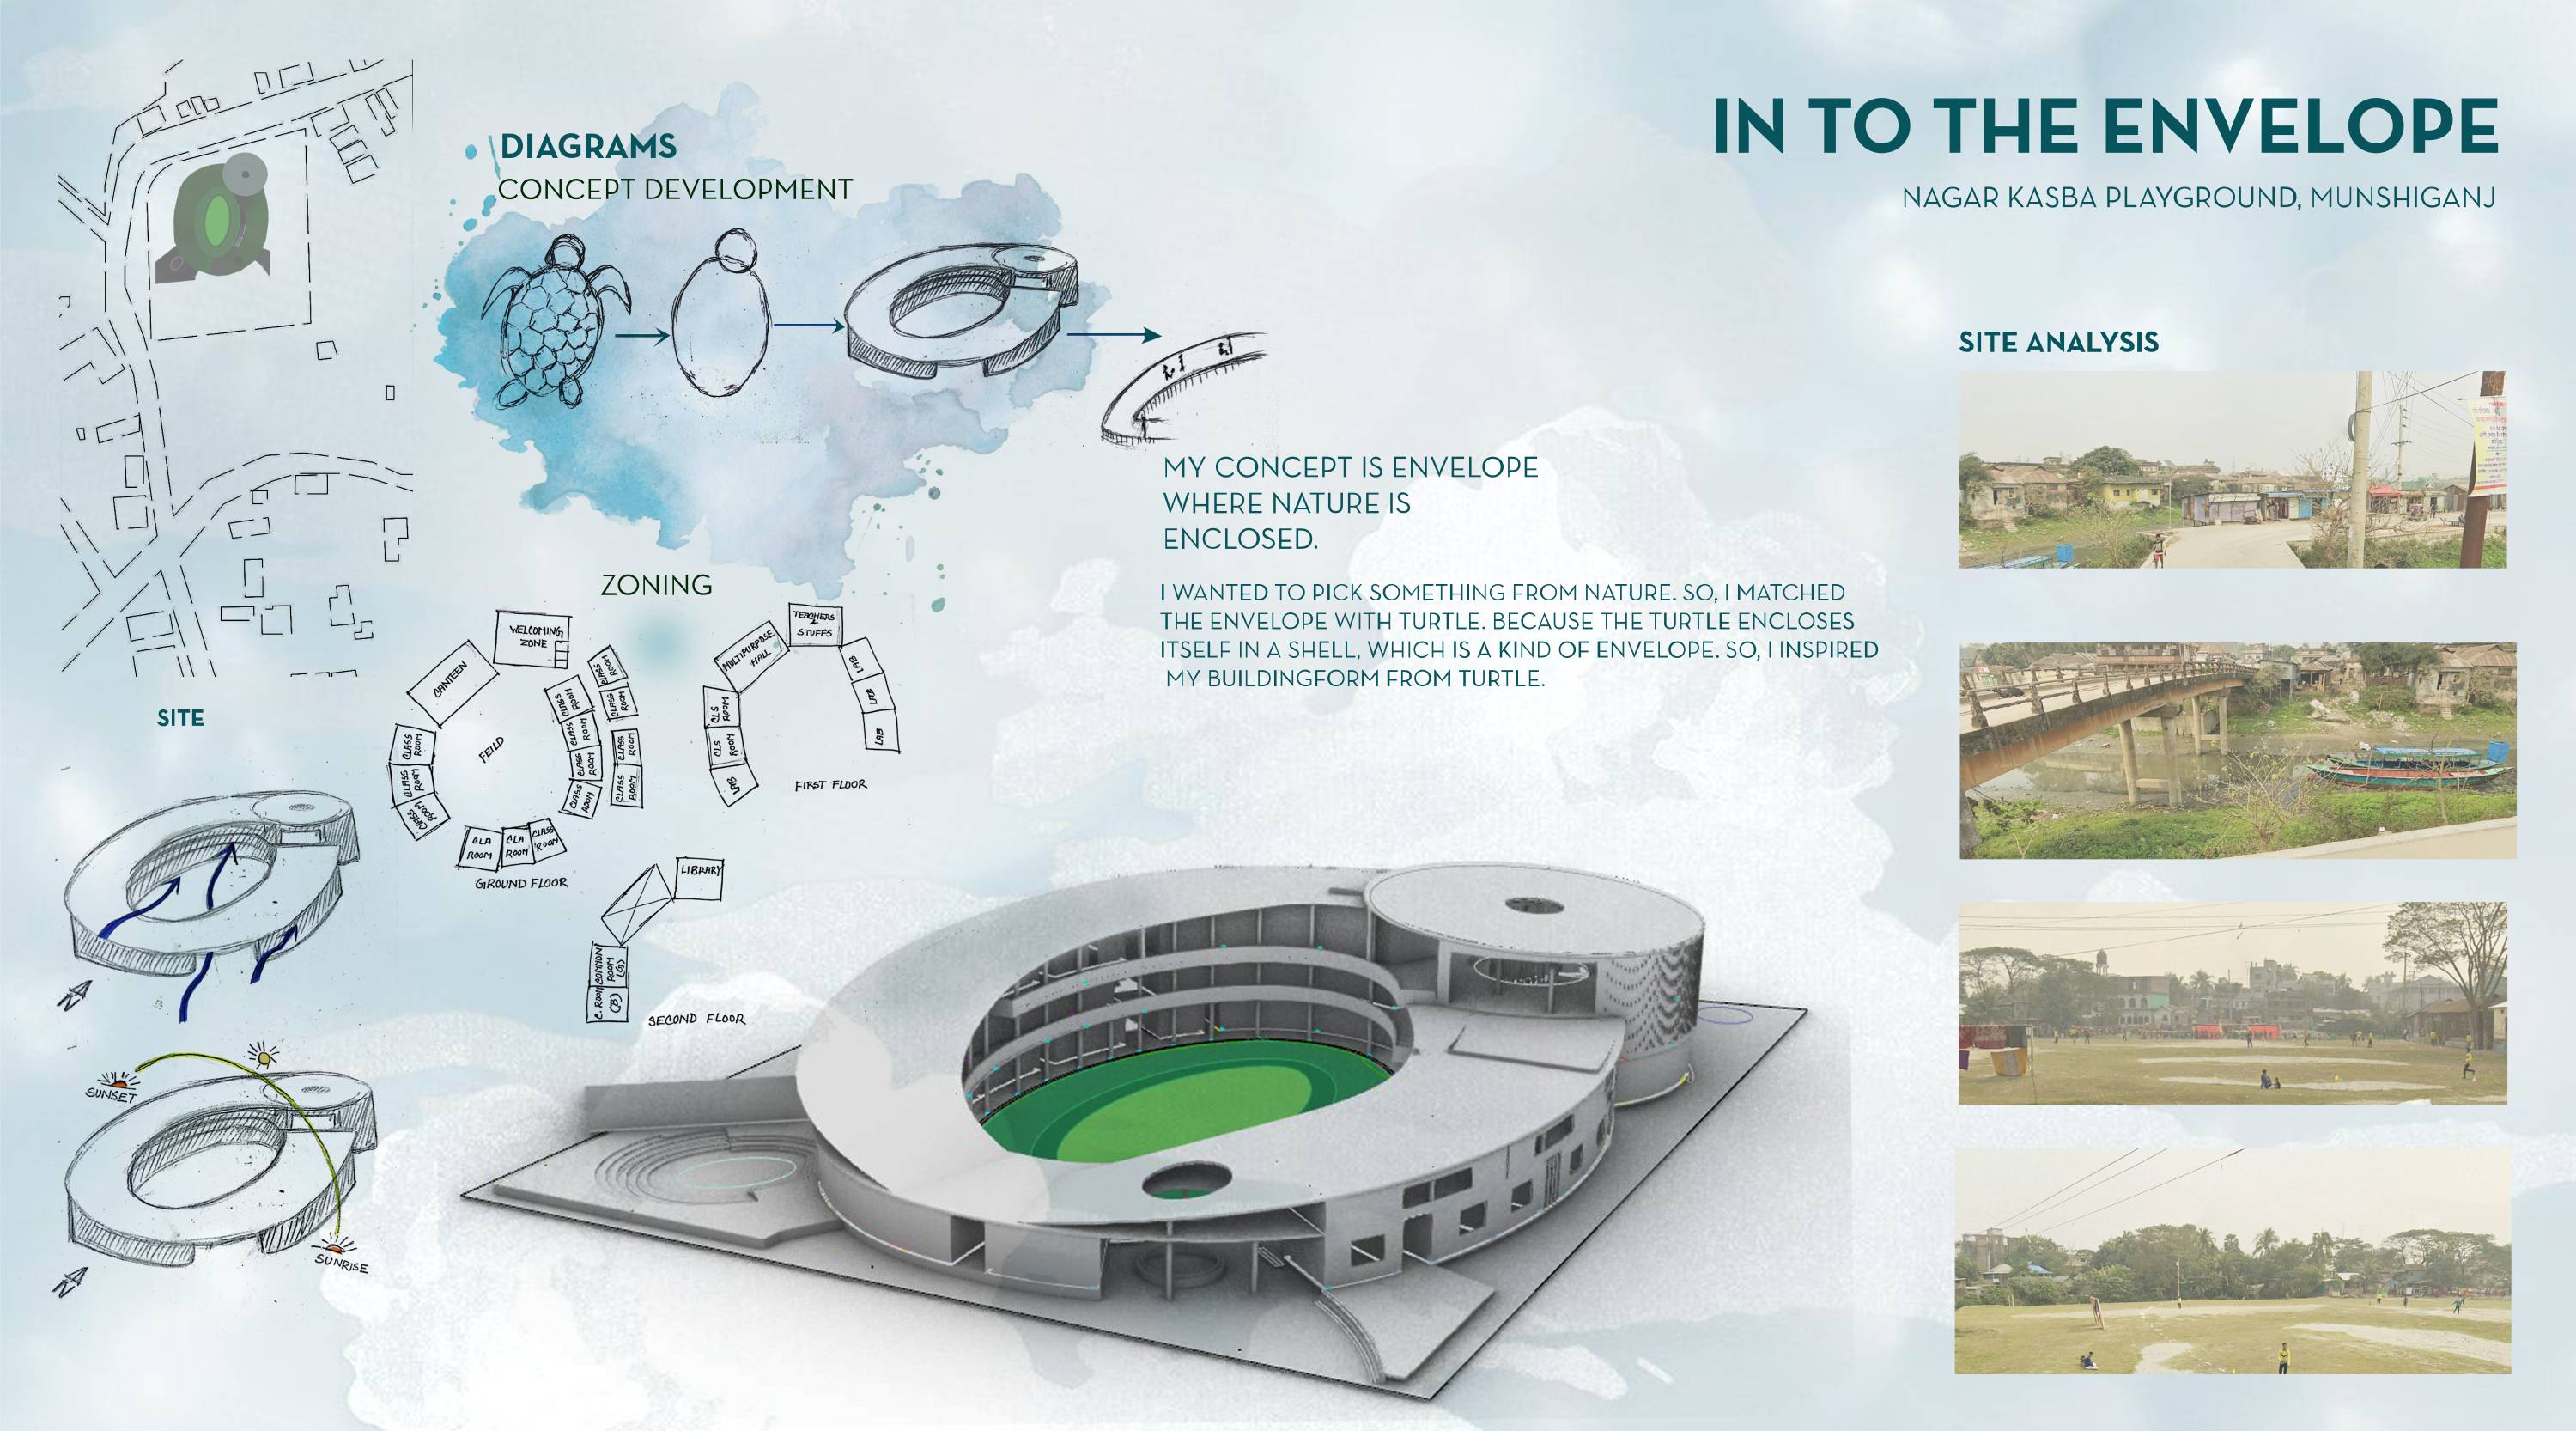 IN TO THE ENVELOPE
NAGAR KASBA PLAYGROUND, MUNSHIGANJ
DIAGRAMS
CONCEPT DEVELOPMENT
MY CONCEPT IS ENVELOPE
WHERE NATURE IS
ENCLOSED.
I WANTED TO PICK SOMETHING FROM NATURE. SO, I MATCHED
THE ENVELOPE WITH TURTLE. BECAUSE THE TURTLE ENCLOSES
ITSELF IN A SHELL, WHICH IS A KIND OF ENVELOPE. SO, I INSPIRED
MY BUILDINGFORM FROM TURTLE.
SITE
ZONING
WELCOMING
ZONE
CANTEEN
FEILD
CLASS
ROOM
CLASS
ROOM
CLASS
ROOM
CLA
ROOM
CLA
ROOM
CLASS
ROOM
CLASS
ROOM
CLASS
ROOM
CLASS
ROOM
CLASS
ROOM
CLASS
ROOM
CLASS
ROOM
CLASS
ROOM
CLASS
ROOM
GROUND FLOOR
TEACHERS
&
STUFFS
MULTIPURPOSE
HALL
CLS
ROOM
CLS
ROOM
LAB
LAB
LAB
LAB
FIRST FLOOR
LIBRARY
COMMON
ROOM
(G)
C. ROOM
(B)
SECOND FLOOR
SUNSET
SUNRISE
SITE ANALYSIS